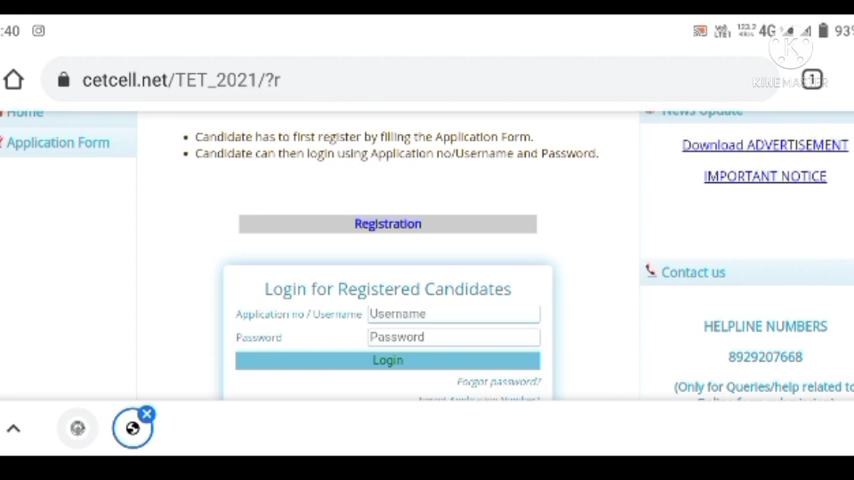 :40
123.2
4G
93%
KINEMASTER
cetcell.net/TET_2021/?r
1
Home
News Update
Application Form
Candidate has to first register by filling the Application Form.
Candidate can then login using Application no/Username and Password.
Download ADVERTISEMENT
IMPORTANT NOTICE
Registration
Contact us
Login for Registered Candidates
Application no / Username
Username
Password
Password
Login
Forgot password?
HELPLINE NUMBERS
8929207668
(Only for Queries/help related to